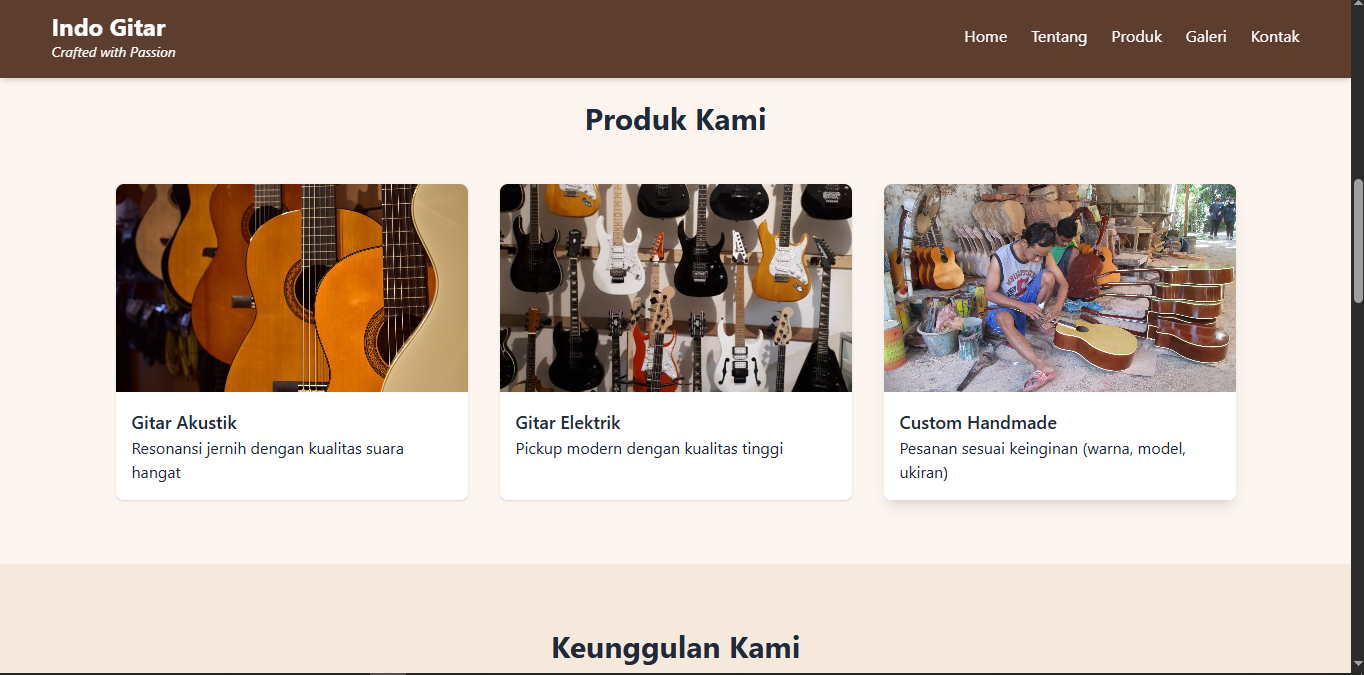 Indo Gitar
Crafted with Passion
Home Tentang Produk Galeri Kontak
Produk Kami
Gitar Akustik
Resonansi jernih dengan kualitas suara
hangat
Gitar Elektrik
Pickup modern dengan kualitas tinggi
Custom Handmade
Pesanan sesuai keinginan (warna, model,
ukiran)
Keunggulan Kami